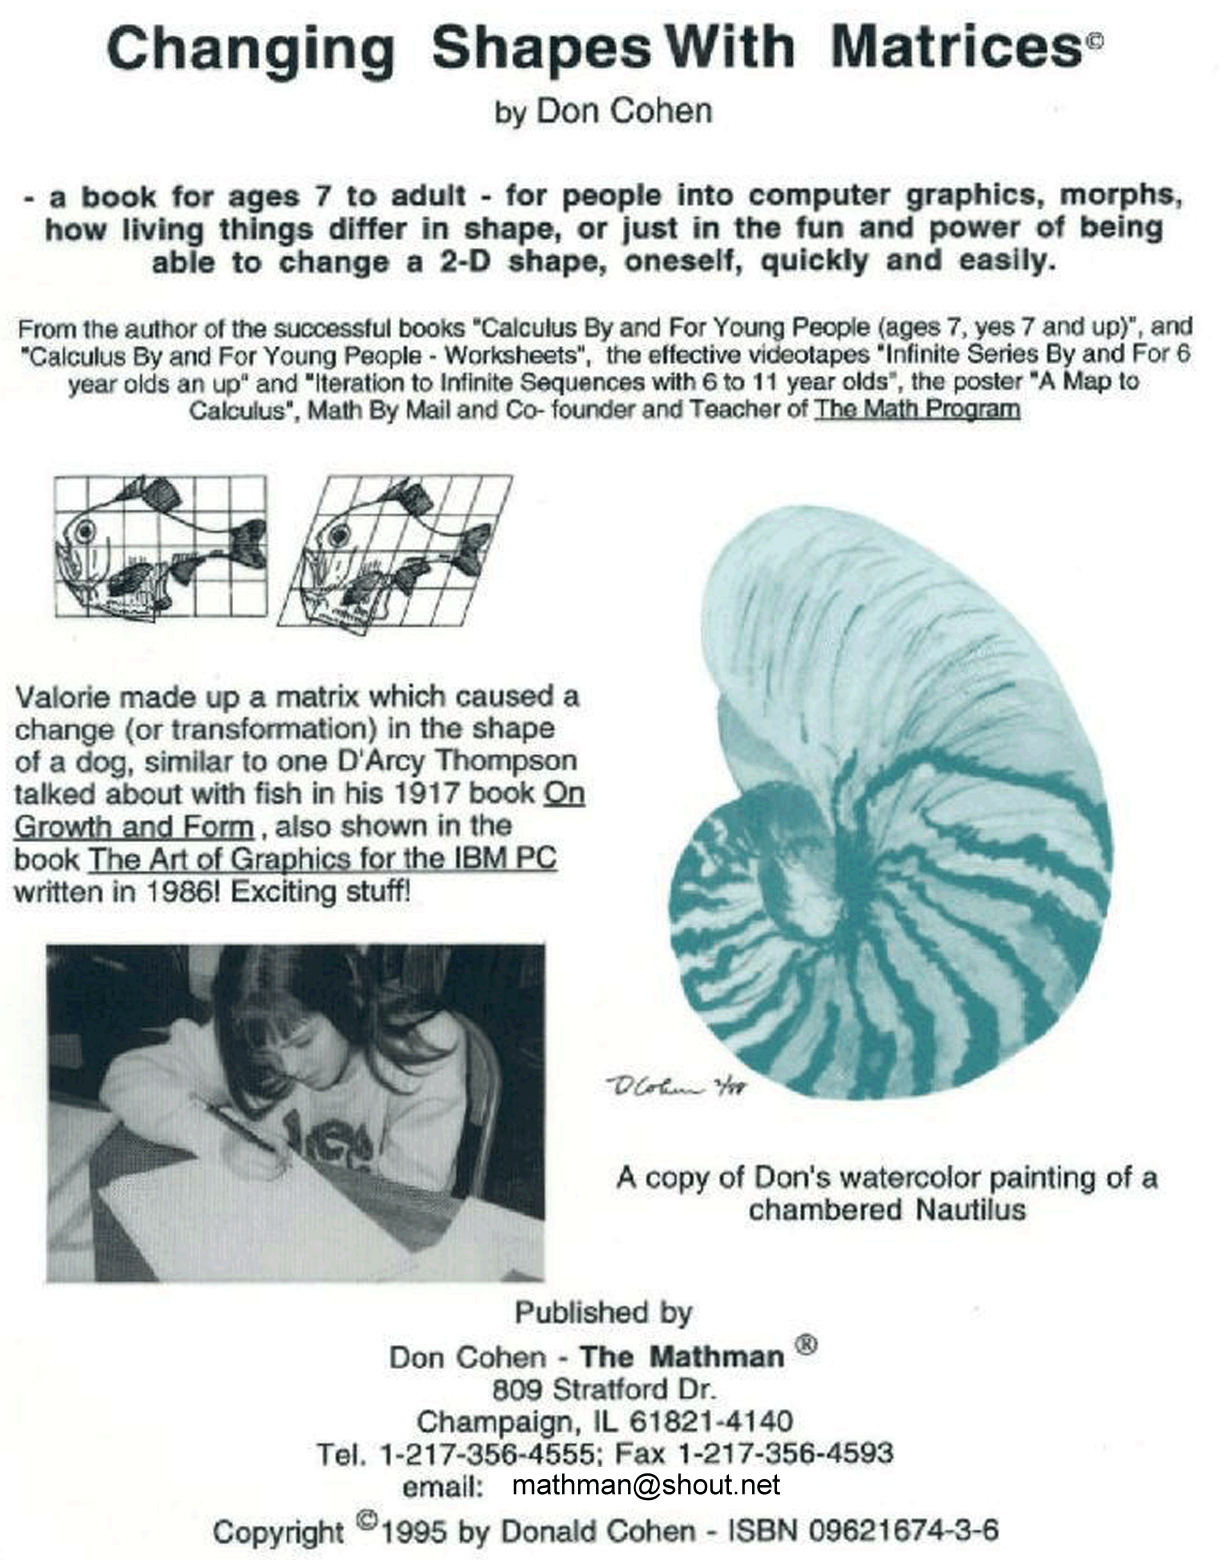 Changing Shapes With Matrices©
by Don Cohen
- a book for ages 7 to adult - for people into computer graphics, morphs,
how living things differ in shape, or just in the fun and power of being
able to change a 2-D shape, oneself, quickly and easily.
From the author of the successful books "Calculus By and For Young People (ages 7, yes 7 and up)", and
"Calculus By and For Young People - Worksheets", the effective videotapes "Infinite Series By and For 6
year olds an up" and "Iteration to Infinite Sequences with 6 to 11 year olds", the poster "A Map to
Calculus", Math By Mail and Co- founder and Teacher of The Math Program
Valorie made up a matrix which caused a
change (or transformation) in the shape
of a dog, similar to one D'Arcy Thompson
talked about with fish in his 1917 book On
Growth and Form , also shown in the
book The Art of Graphics for the IBM PC
written in 1986! Exciting stuff!
D Cohen 2/88
A copy of Don's watercolor painting of a
chambered Nautilus
Published by
Don Cohen - The Mathman ®
809 Stratford Dr.
Champaign, IL 61821-4140
Tel. 1-217-356-4555; Fax 1-217-356-4593
email: mathman@shout.net
Copyright ©1995 by Donald Cohen - ISBN 09621674-3-6